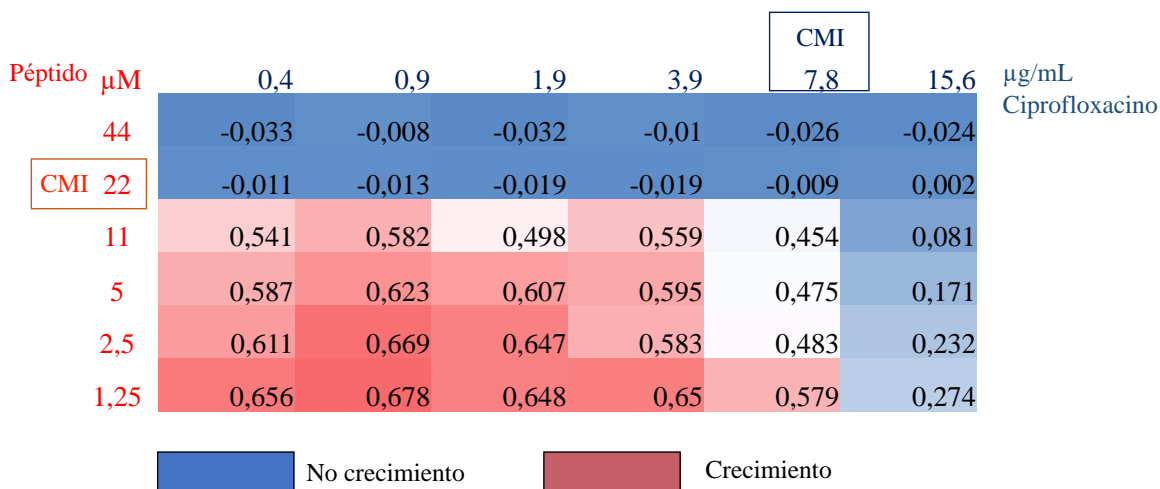 CMI
Péptido µM 0,4 0,9 1,9 3,9 7,8 15,6 µg/mL
Ciprofloxacino
44 -0,033 -0,008 -0,032 -0,01 -0,026 -0,024
CMI 22 -0,011 -0,013 -0,019 -0,019 -0,009 0,002
11 0,541 0,582 0,498 0,559 0,454 0,081
5 0,587 0,623 0,607 0,595 0,475 0,171
2,5 0,611 0,669 0,647 0,583 0,483 0,232
1,25 0,656 0,678 0,648 0,65 0,579 0,274
No crecimiento Crecimiento